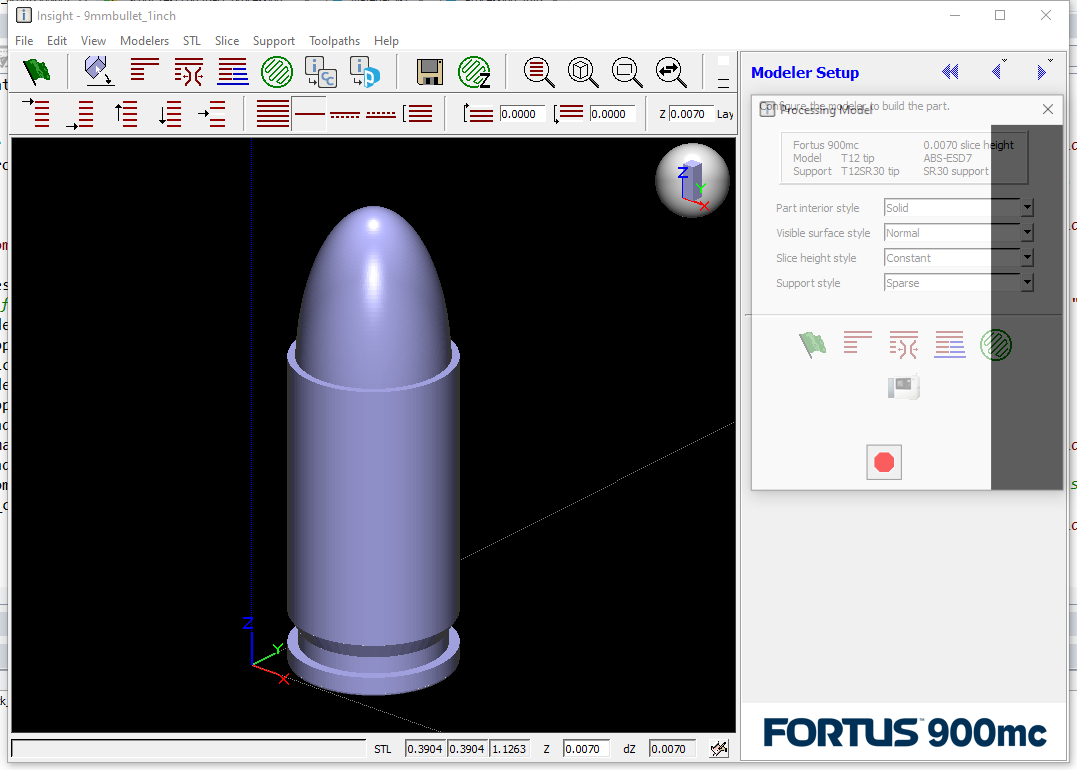 Insight - 9mmbullet_1inch
File Edit View Modelers STL Slice Support Toolpaths Help
0.0000 0.0000 Z 0.0070 Lay
Z
Y
X
Z
Y
X
STL 0.3904 0.3904 1.1263 Z 0.0070 dZ 0.0070
Modeler Setup
Configure the modeler to build the part.
Processing Model
Fortus 900mc 0.0070 slice height
Model T12 tip ABS-ESD7
Support T12SR30 tip SR30 support
Part interior style Solid
Visible surface style Normal
Slice height style Constant
Support style Sparse
FORTUS™ 900mc